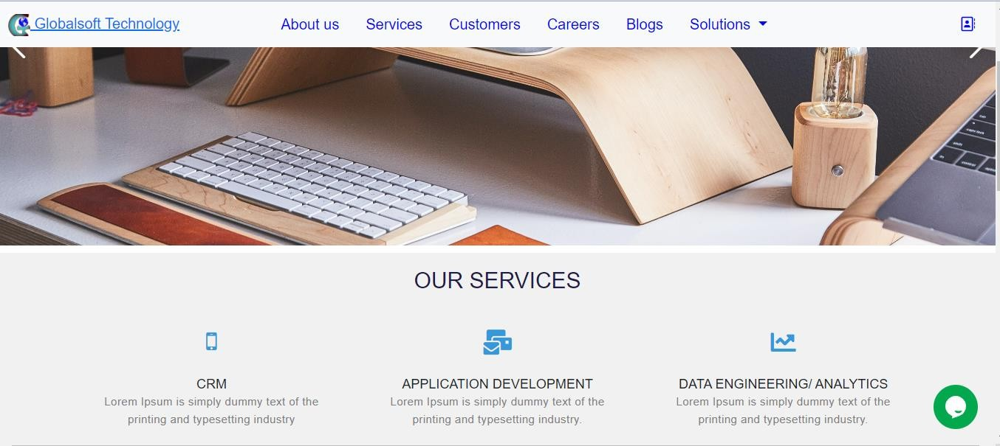 Globalsoft Technology
About us Services Customers Careers Blogs Solutions
OUR SERVICES
CRM
Lorem Ipsum is simply dummy text of the
printing and typesetting industry
APPLICATION DEVELOPMENT
Lorem Ipsum is simply dummy text of the
printing and typesetting industry.
DATA ENGINEERING/ ANALYTICS
Lorem Ipsum is simply dummy text of the
printing and typesetting industry.